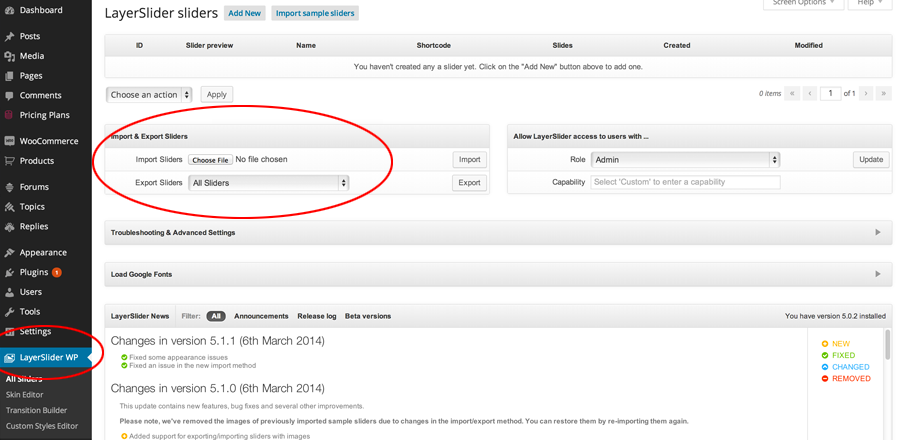 Dashboard
Posts
Media
Pages
Comments
Pricing Plans
WooCommerce
Products
Forums
Topics
Replies
Appearance
Plugins 1
Users
Tools
Settings
LayerSlider WP
All Sliders
Skin Editor
Transition Builder
Custom Styles Editor
Screen Options Help
LayerSlider sliders Add New Import sample sliders
ID Slider preview Name Shortcode Slides Created Modified
You haven't created any a slider yet. Click on the "Add New" button above to add one.
Choose an action Apply 0 items « ‹ 1 of 1 › »
Import & Export Sliders
Import Sliders Choose File No file chosen Import
Export Sliders All Sliders Export
Allow LayerSlider access to users with ...
Role Admin Update
Capability Select 'Custom' to enter a capability
Troubleshooting & Advanced Settings
Load Google Fonts
LayerSlider News Filter: All Announcements Release log Beta versions You have version 5.0.2 installed
Changes in version 5.1.1 (6th March 2014)
Fixed some appearance issues
Fixed an issue in the new import method
Changes in version 5.1.0 (6th March 2014)
This update contains new features, bug fixes and several other improvements.
Please note, we've removed the images of previously imported sample sliders due to changes in the import/export method. You can restore them by re-importing them again.
Added support for exporting/importing sliders with images
NEW
FIXED
CHANGED
REMOVED